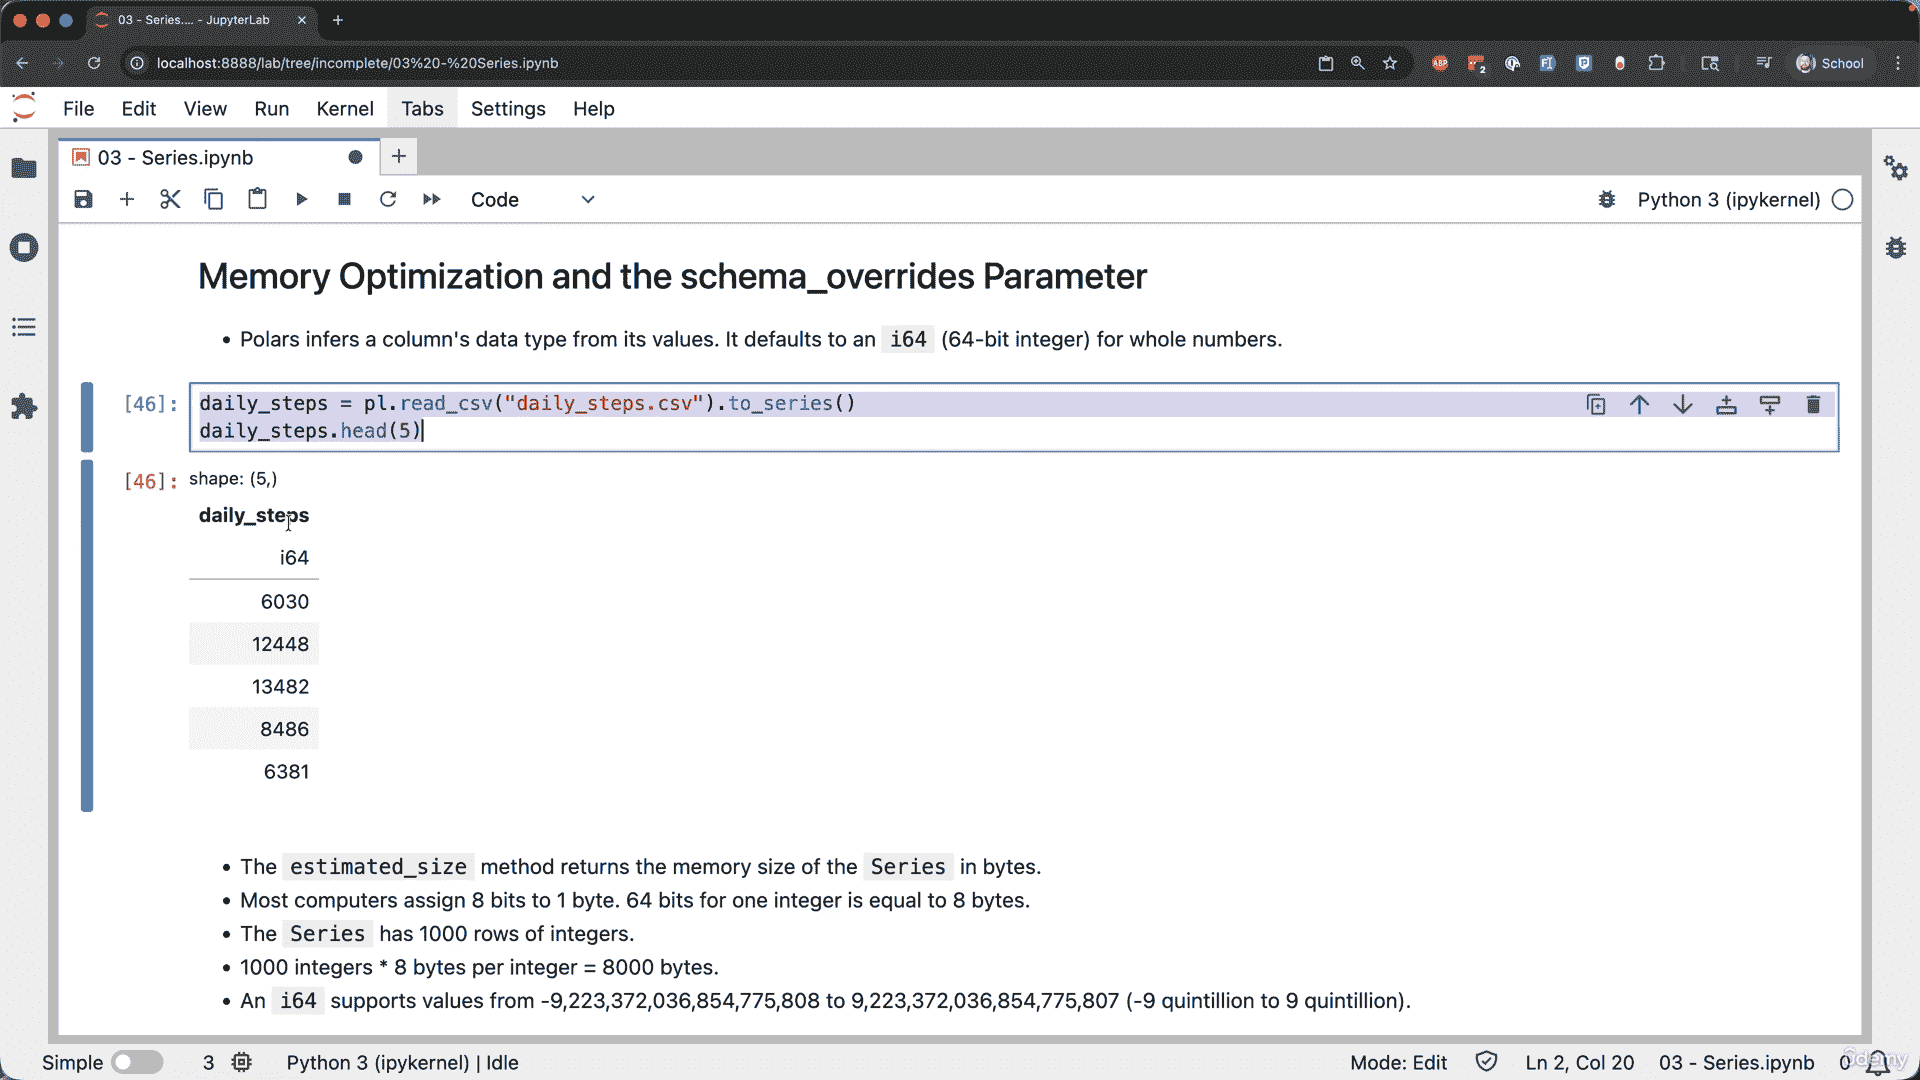 03 - Series.... - JupyterLab
localhost:8888/lab/tree/incomplete/03%20-%20Series.ipynb
ABP
2
School
File Edit View Run Kernel Tabs Settings Help
03 - Series.ipynb
Code
Python 3 (ipykernel)
Memory Optimization and the schema_overrides Parameter
• Polars infers a column's data type from its values. It defaults to an i64 (64-bit integer) for whole numbers.
[46]: daily_steps = pl.read_csv("daily_steps.csv").to_series()
daily_steps.head(5)
[46]: shape: (5,)
daily_steps
i64
6030
12448
13482
8486
6381
• The estimated_size method returns the memory size of the Series in bytes.
• Most computers assign 8 bits to 1 byte. 64 bits for one integer is equal to 8 bytes.
• The Series has 1000 rows of integers.
• 1000 integers * 8 bytes per integer = 8000 bytes.
• An i64 supports values from -9,223,372,036,854,775,808 to 9,223,372,036,854,775,807 (-9 quintillion to 9 quintillion).
Simple 3 Python 3 (ipykernel) | Idle Mode: Edit Ln 2, Col 20 03 - Series.ipynb 0
udemy